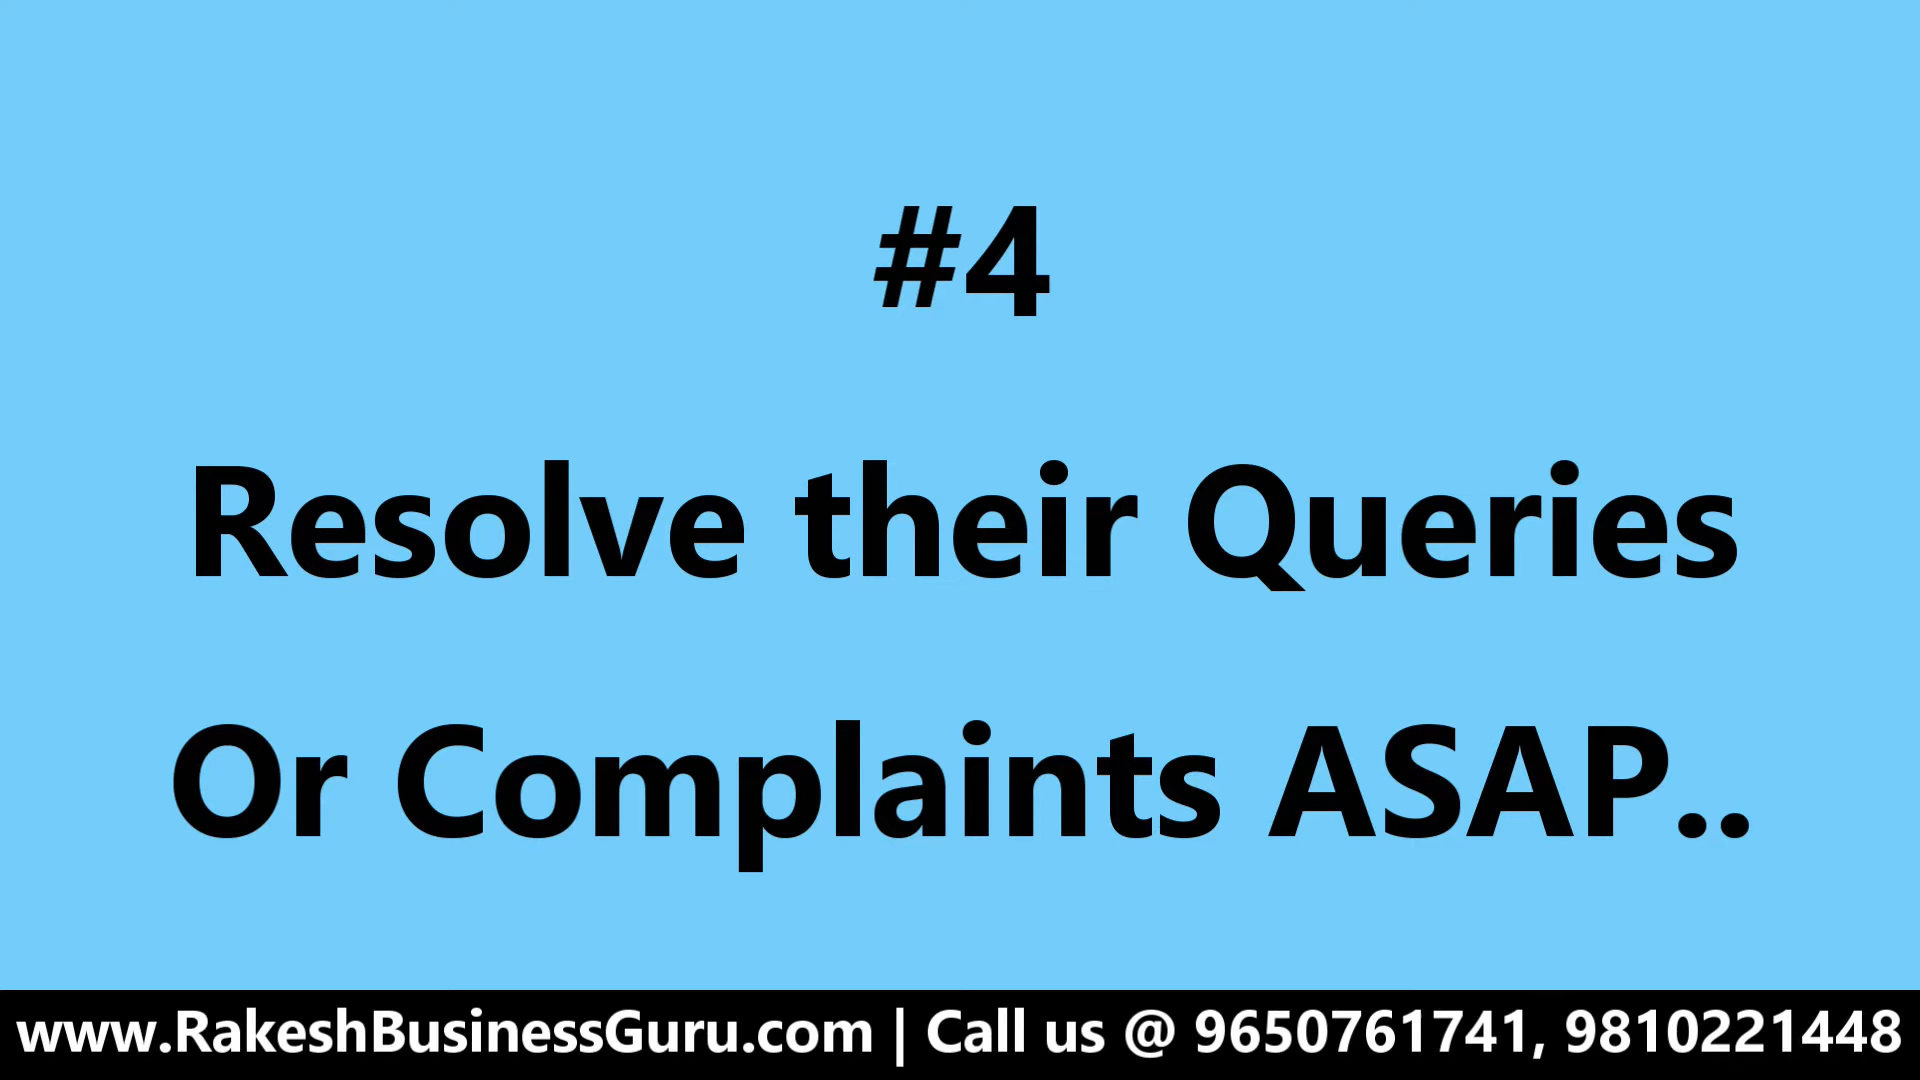 #4
Resolve their Queries
Or Complaints ASAP..
www.RakeshBusinessGuru.com | Call us @ 9650761741, 9810221448